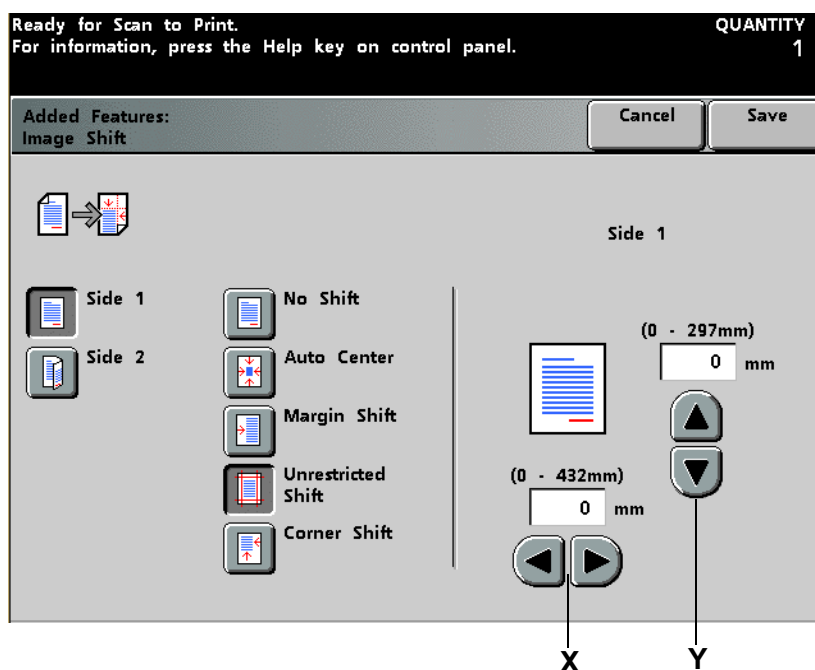 Ready for Scan to Print.
For information, press the Help key on control panel.
QUANTITY
1
Added Features:
Image Shift
Cancel
Save
Side 1
Side 1
Side 2
No Shift
Auto Center
Margin Shift
Unrestricted
Shift
Corner Shift
(0 - 297mm)
0 mm
(0 - 432mm)
0 mm
X
Y